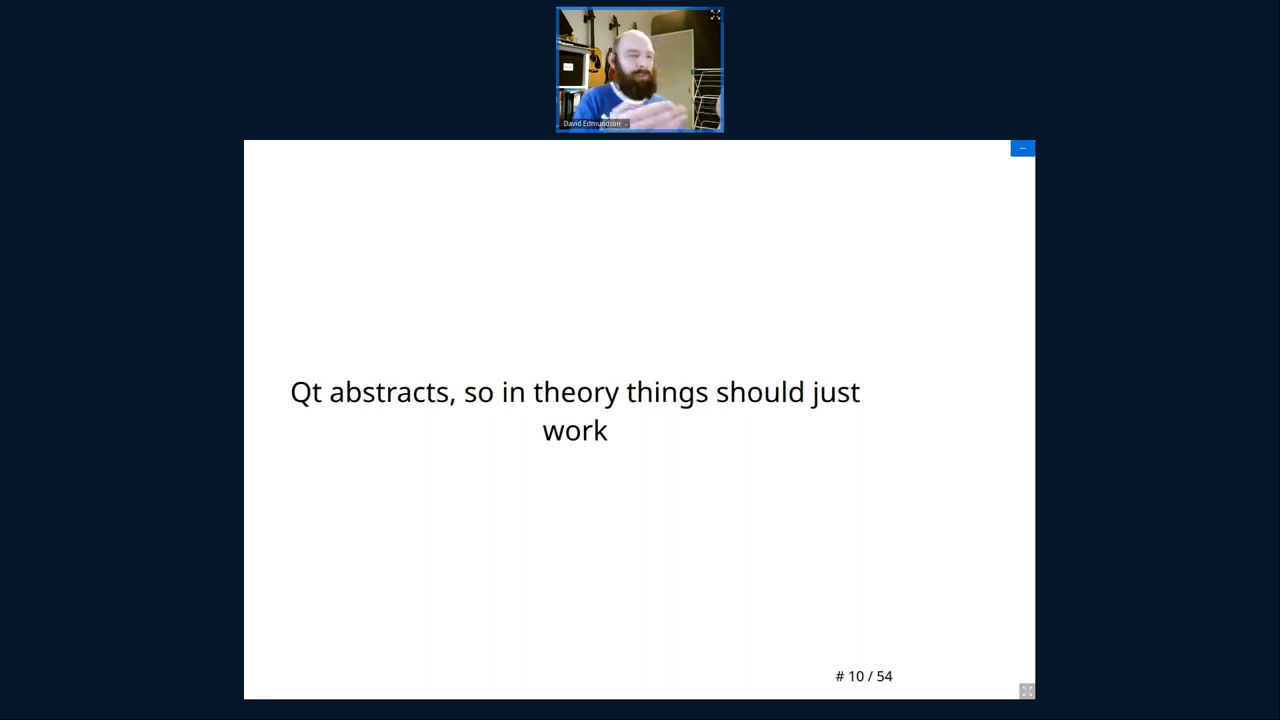 David Edmundson
Qt abstracts, so in theory things should just
work
# 10 / 54